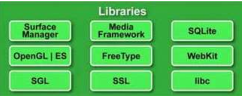 Libraries
Surface Manager
Media Framework
SQLite
OpenGL | ES
FreeType
WebKit
SGL
SSL
libc